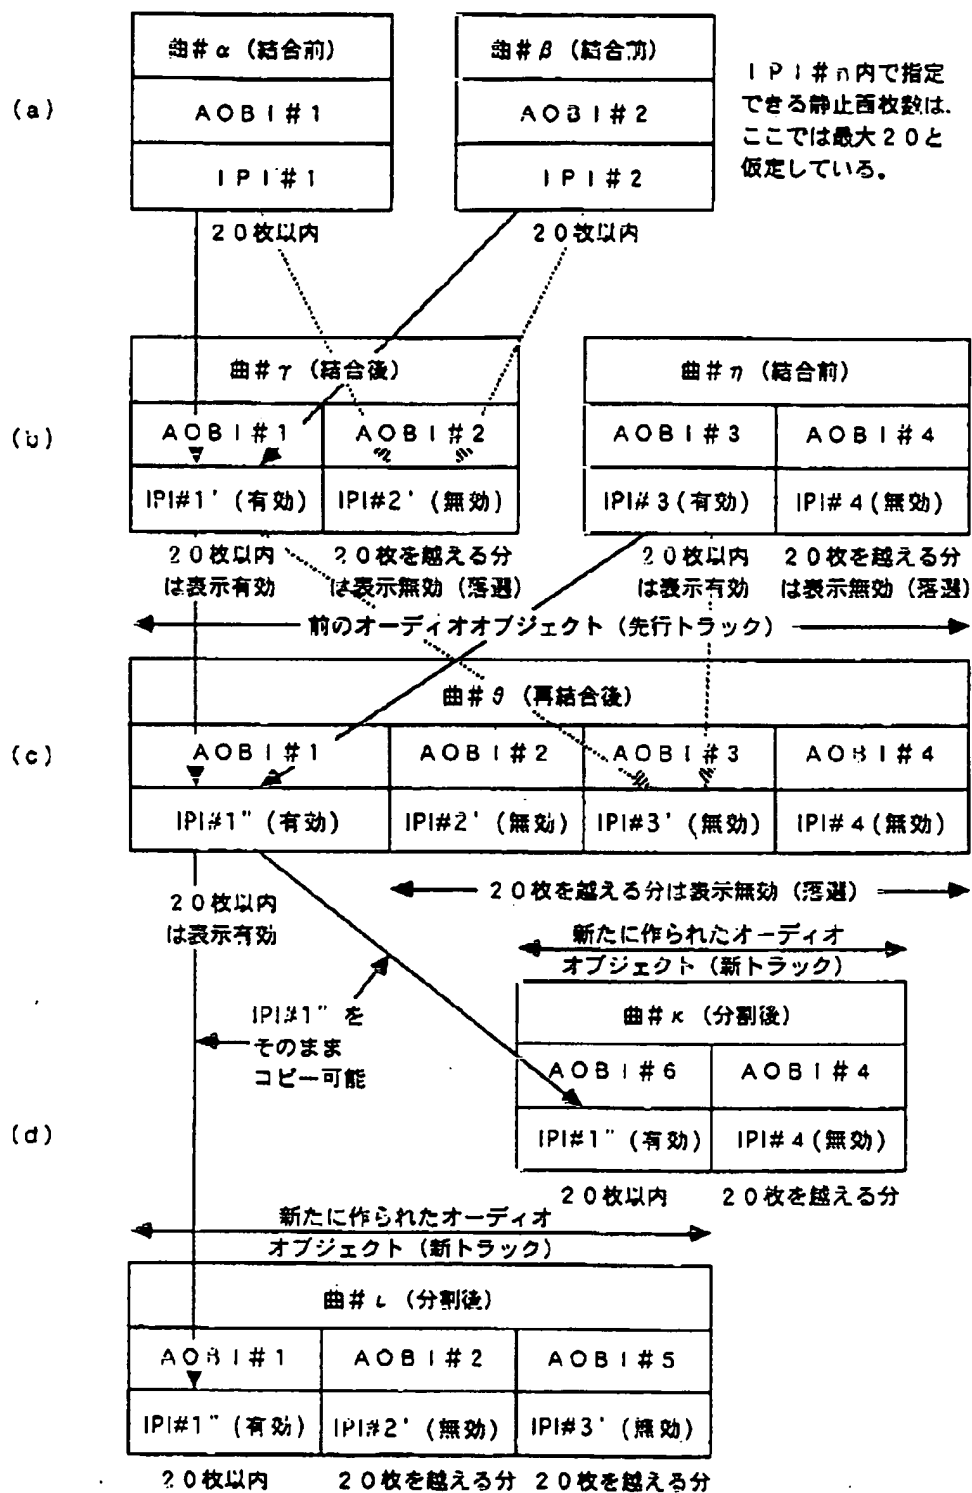 曲#α（結合前）
曲#β（結合前）
IPI#n内で指定
できる静止画枚数は、
ここでは最大20と
仮定している。
(a)
AOBI#1
AOBI#2
IPI#1
IPI#2
20枚以内
20枚以内
曲#γ（結合後）
曲#η（結合前）
(b)
AOBI#1
AOBI#2
AOBI#3
AOBI#4
IPI#1'（有効）
IPI#2'（無効）
IPI#3(有効）
IPI#4(無効）
20枚以内
は表示有効
20枚を越える分
は表示無効（落選）
20枚以内
は表示有効
20枚を越える分
は表示無効（落選）
前のオーディオオブジェクト（先行トラック）
曲#θ（再結合後）
(c)
AOBI#1
AOBI#2
AOBI#3
AOBI#4
IPI#1"（有効）
IPI#2'（無効）
IPI#3'（無効）
IPI#4(無効）
20枚以内
は表示有効
20枚を越える分は表示無効（落選）
新たに作られたオーディオ
オブジェクト（新トラック）
IPI#1"を
そのまま
コピー可能
曲#κ（分割後）
AOBI#6
AOBI#4
(d)
IPI#1"（有効）
IPI#4(無効）
20枚以内
20枚を越える分
新たに作られたオーディオ
オブジェクト（新トラック）
曲#ι（分割後）
AOBI#1
AOBI#2
AOBI#5
IPI#1"（有効）
IPI#2'（無効）
IPI#3'（無効）
20枚以内
20枚を越える分
20枚を越える分